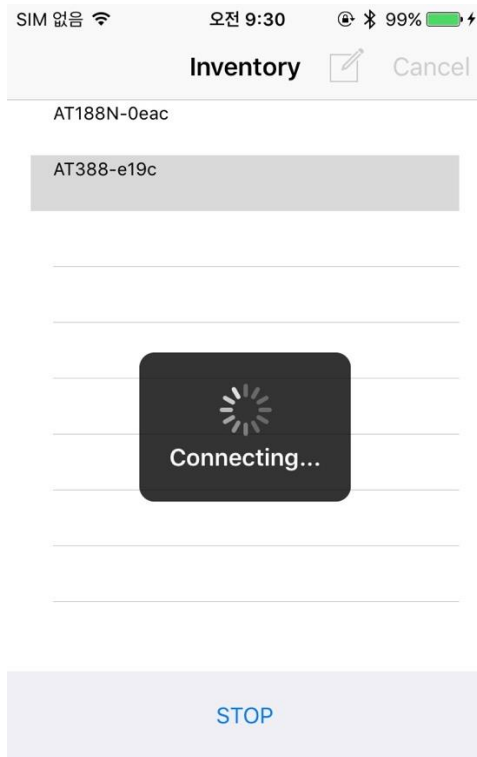 SIM 없음 오전 9:30 99%
Inventory Cancel
AT188N-0eac
AT388-e19c
Connecting...
STOP